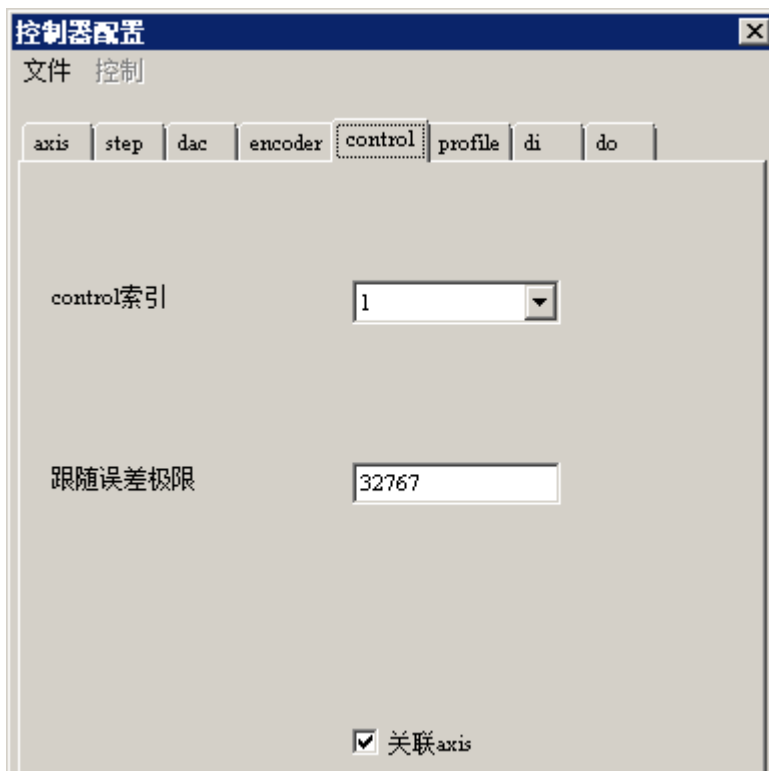 控制器配置
文件 控制
axis step dac encoder control profile di do
control索引 1
跟随误差极限 32767
关联axis